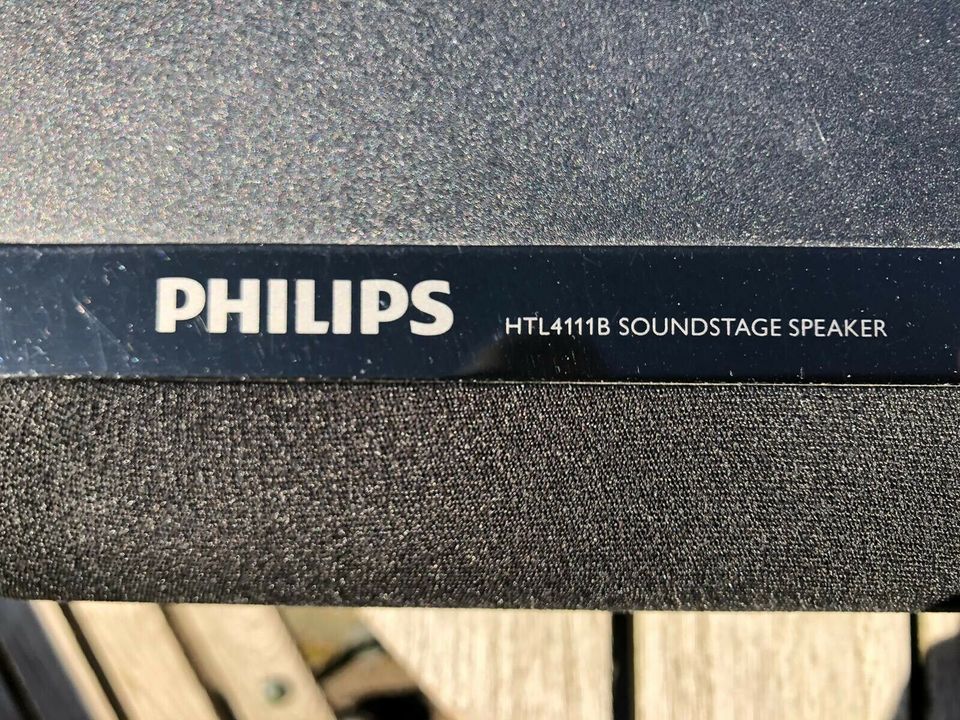 PHILIPS
HTL4111B SOUNDSTAGE SPEAKER